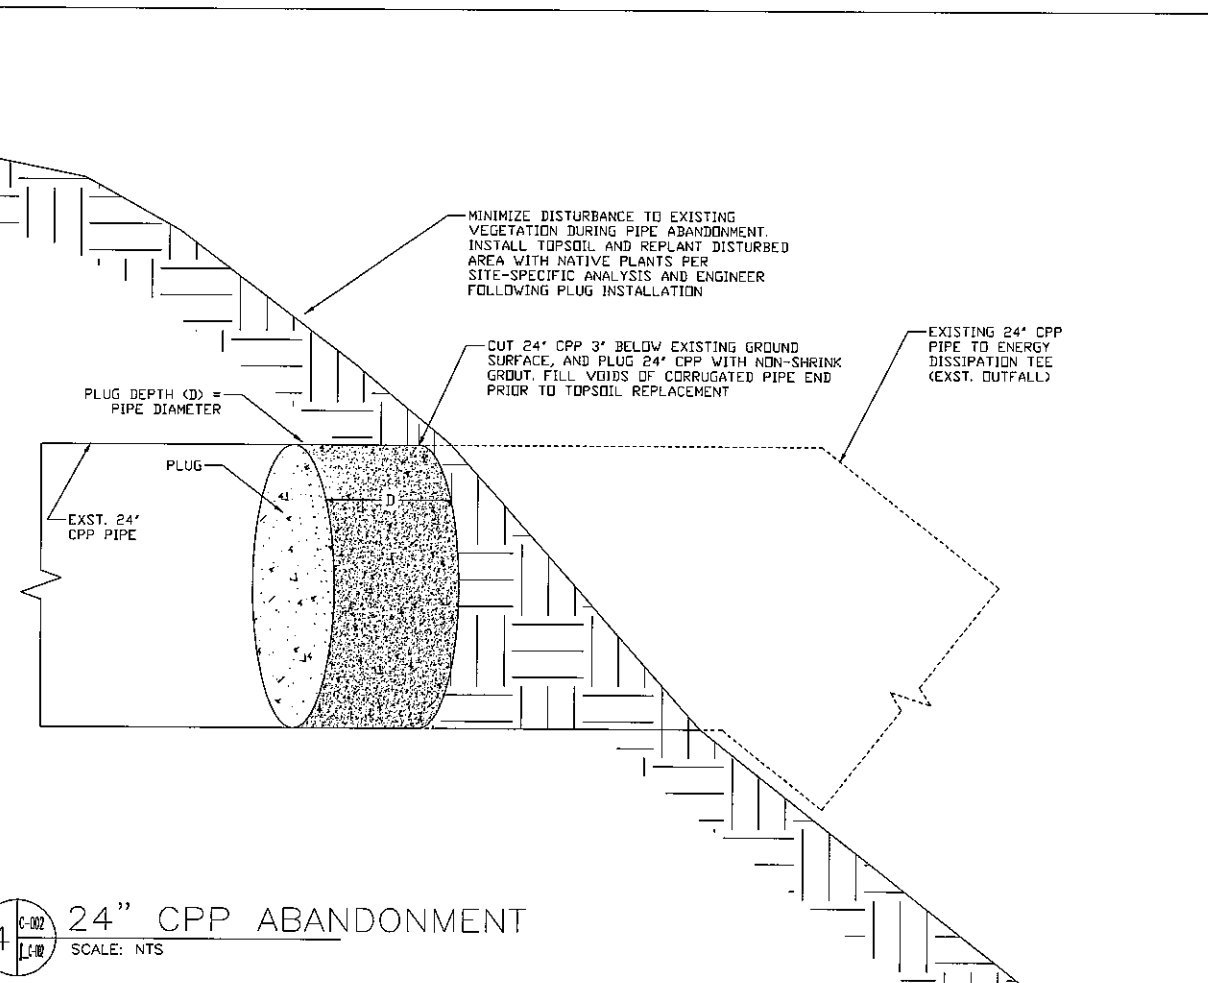 MINIMIZE DISTURBANCE TO EXISTING
VEGETATION DURING PIPE ABANDONMENT.
INSTALL TOPSOIL AND REPLANT DISTURBED
AREA WITH NATIVE PLANTS PER
SITE-SPECIFIC ANALYSIS AND ENGINEER
FOLLOWING PLUG INSTALLATION
CUT 24" CPP 3" BELOW EXISTING GROUND
SURFACE, AND PLUG 24" CPP WITH NON-SHRINK
GROUT. FILL VOIDS OF CORRUGATED PIPE END
PRIOR TO TOPSOIL REPLACEMENT
EXISTING 24" CPP
PIPE TO ENERGY
DISSIPATION TEE
(EXST. OUTFALL)
PLUG DEPTH (D) =
PIPE DIAMETER
PLUG
D
EXST. 24"
CPP PIPE
4
C-002
24" CPP ABANDONMENT
SCALE: NTS